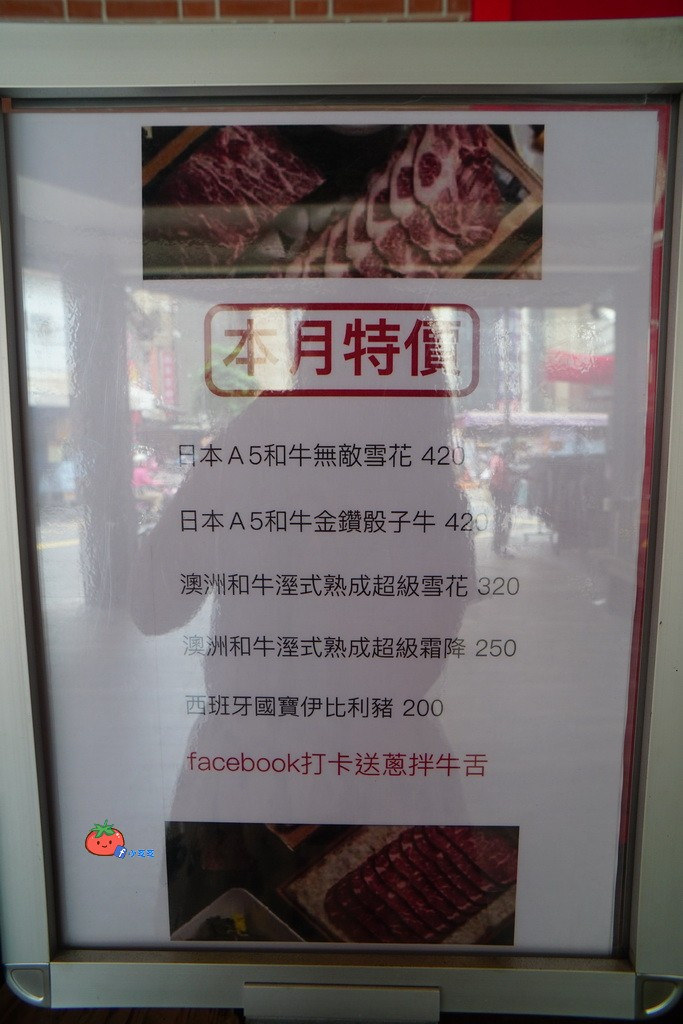 本月特價
日本A5和牛無敵雪花 420
日本A5和牛金鑽骰子牛 420
澳洲和牛溼式熟成超級雪花 320
澳洲和牛溼式熟成超級霜降 250
西班牙國寶伊比利豬 200
facebook打卡送蔥拌牛舌